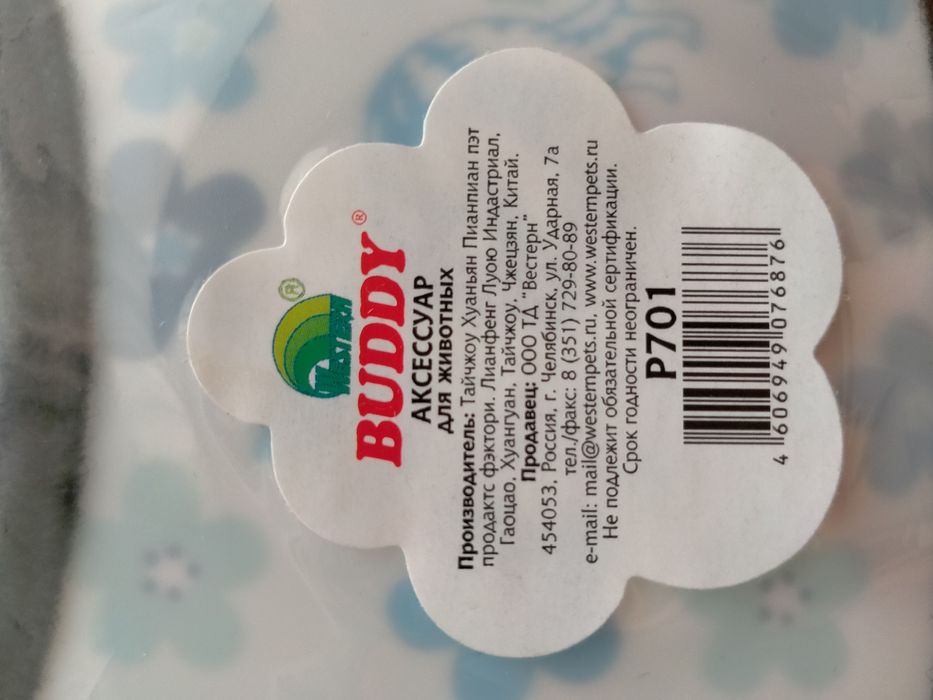 WESTERN ®
BUDDY ®
АКСЕССУАР
для животных
Производитель: Тайчжоу Хуаньян Пианпиан пэт
продактс фэктори. Лианфенг Луою Индастриал,
Гаоцао, Хуангуан, Тайчжоу, Чжецзян, Китай.
Продавец: ООО ТД "Вестерн"
454053, Россия, г. Челябинск, ул. Ударная, 7а
тел./факс: 8 (351) 729-80-89
e-mail: mail@westernpets.ru, www.westernpets.ru
Не подлежит обязательной сертификации.
Срок годности неограничен.
P701
4 606949 076876